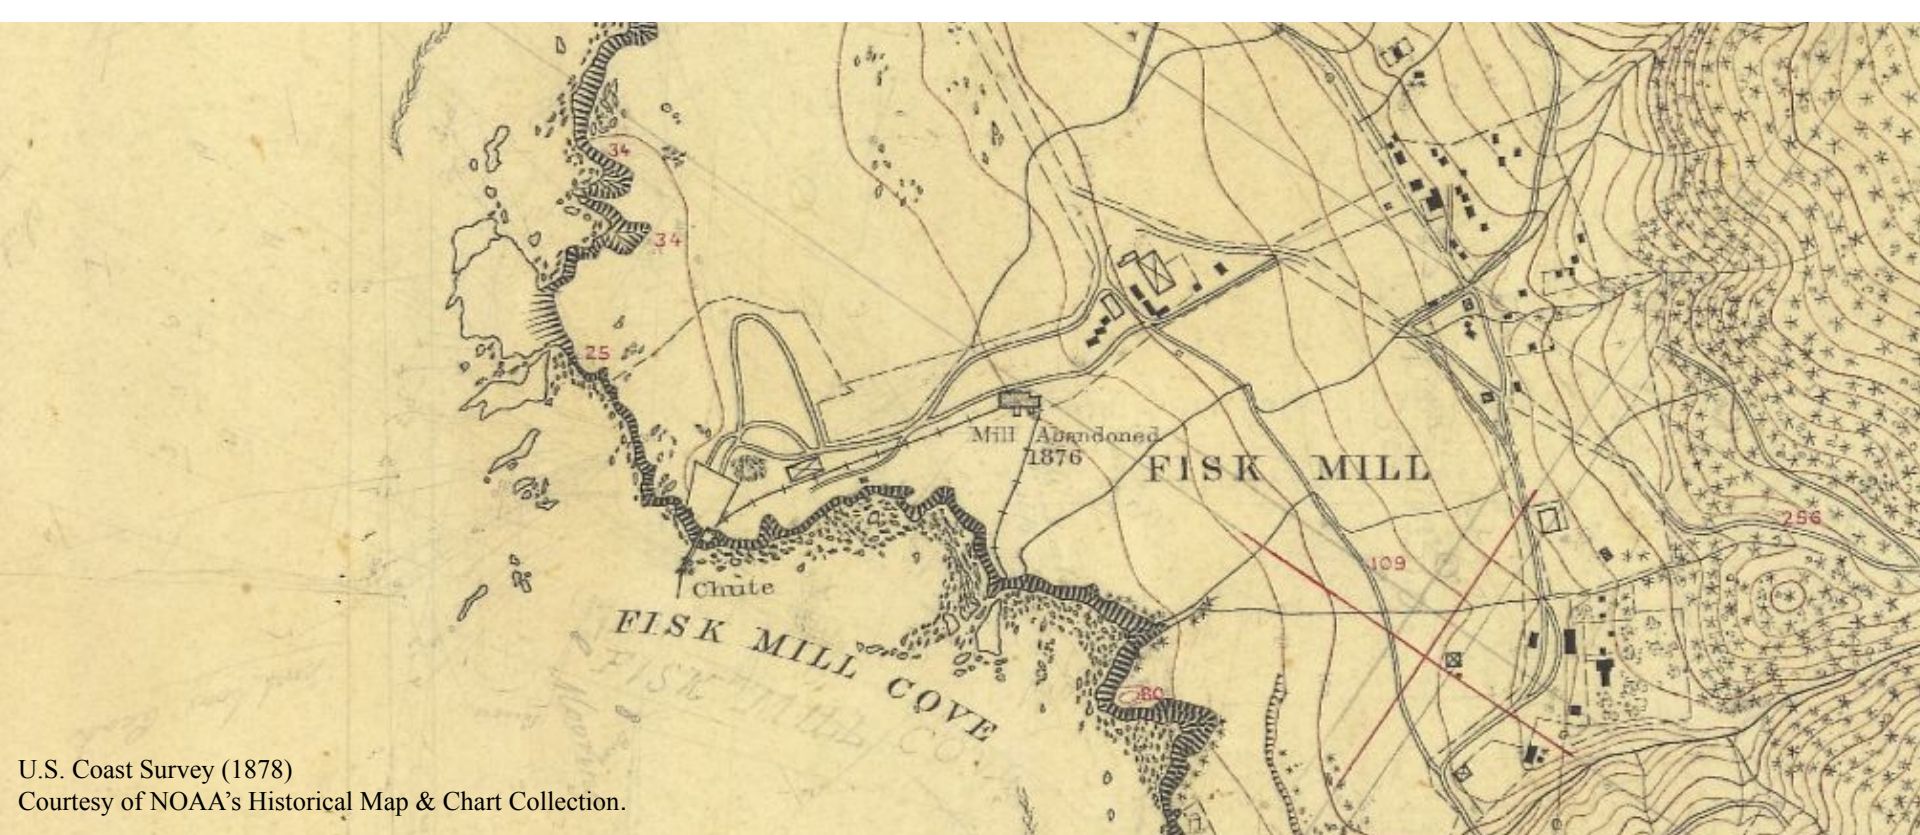 34
34
25
Mill Abandoned
1876
FISK MILL
256
109
Chute
FISK MILL COVE
FISK
80
U.S. Coast Survey (1878)
Courtesy of NOAA’s Historical Map & Chart Collection.